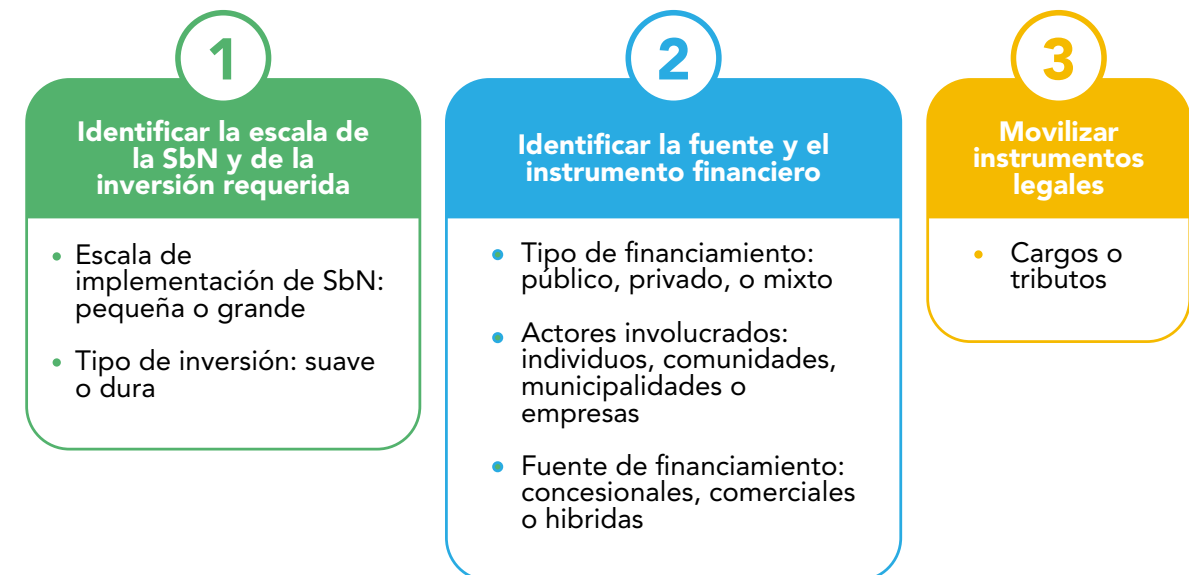 1
Identificar la escala de
la SbN y de la
inversión requerida
• Escala de
implementación de SbN:
pequeña o grande
• Tipo de inversión: suave
o dura
2
Identificar la fuente y el
instrumento financiero
• Tipo de financiamiento:
público, privado, o mixto
• Actores involucrados:
individuos, comunidades,
municipalidades o
empresas
• Fuente de financiamiento:
concesionales, comerciales
o hibridas
3
Movilizar
instrumentos
legales
• Cargos o
tributos